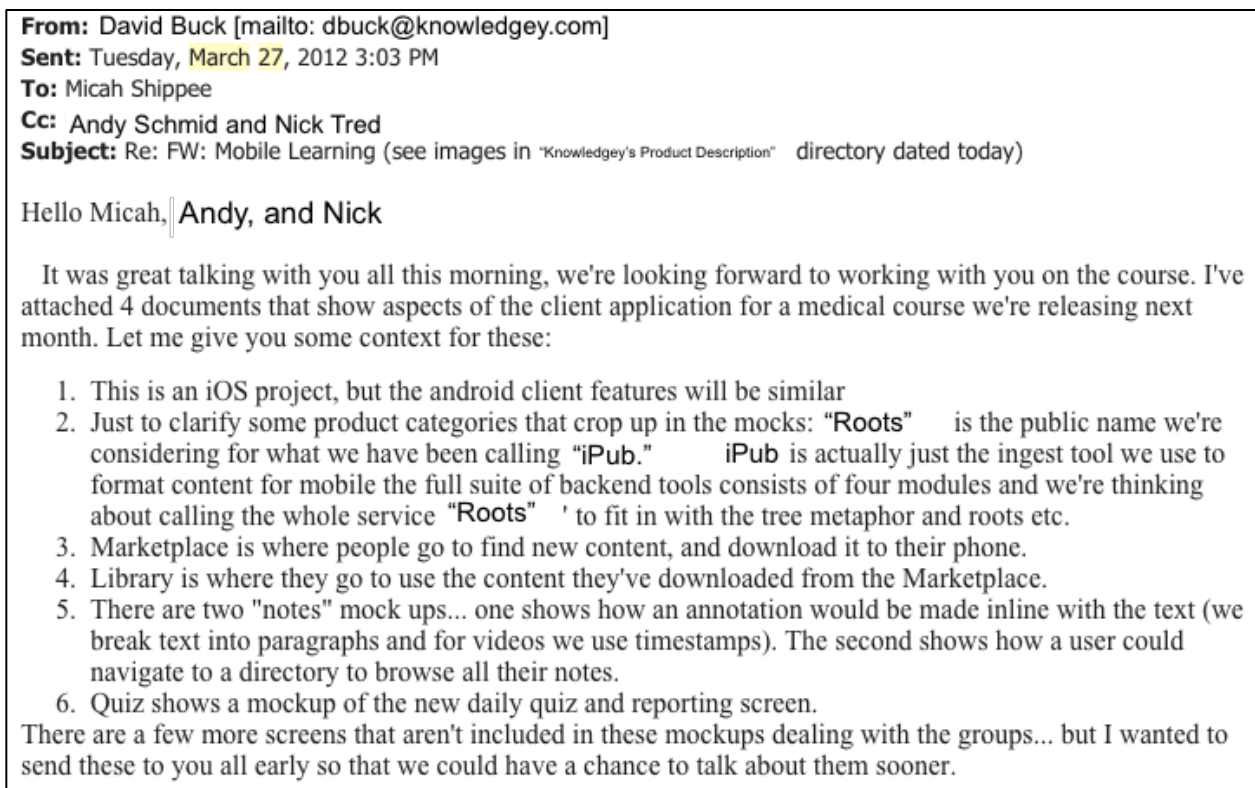 From: David Buck [mailto: dbuck@knowledgey.com]
Sent: Tuesday, March 27, 2012 3:03 PM
To: Micah Shippee
Cc: Andy Schmid and Nick Tred
Subject: Re: FW: Mobile Learning (see images in "Knowledgey's Product Description" directory dated today)
Hello Micah, Andy, and Nick
It was great talking with you all this morning, we're looking forward to working with you on the course. I've
attached 4 documents that show aspects of the client application for a medical course we're releasing next
month. Let me give you some context for these:
1. This is an iOS project, but the android client features will be similar
2. Just to clarify some product categories that crop up in the mocks: “Roots” is the public name we're
considering for what we have been calling “iPub.” iPub is actually just the ingest tool we use to
format content for mobile the full suite of backend tools consists of four modules and we're thinking
about calling the whole service “Roots” ' to fit in with the tree metaphor and roots etc.
3. Marketplace is where people go to find new content, and download it to their phone.
4. Library is where they go to use the content they've downloaded from the Marketplace.
5. There are two "notes" mock ups... one shows how an annotation would be made inline with the text (we
break text into paragraphs and for videos we use timestamps). The second shows how a user could
navigate to a directory to browse all their notes.
6. Quiz shows a mockup of the new daily quiz and reporting screen.
There are a few more screens that aren't included in these mockups dealing with the groups... but I wanted to
send these to you all early so that we could have a chance to talk about them sooner.